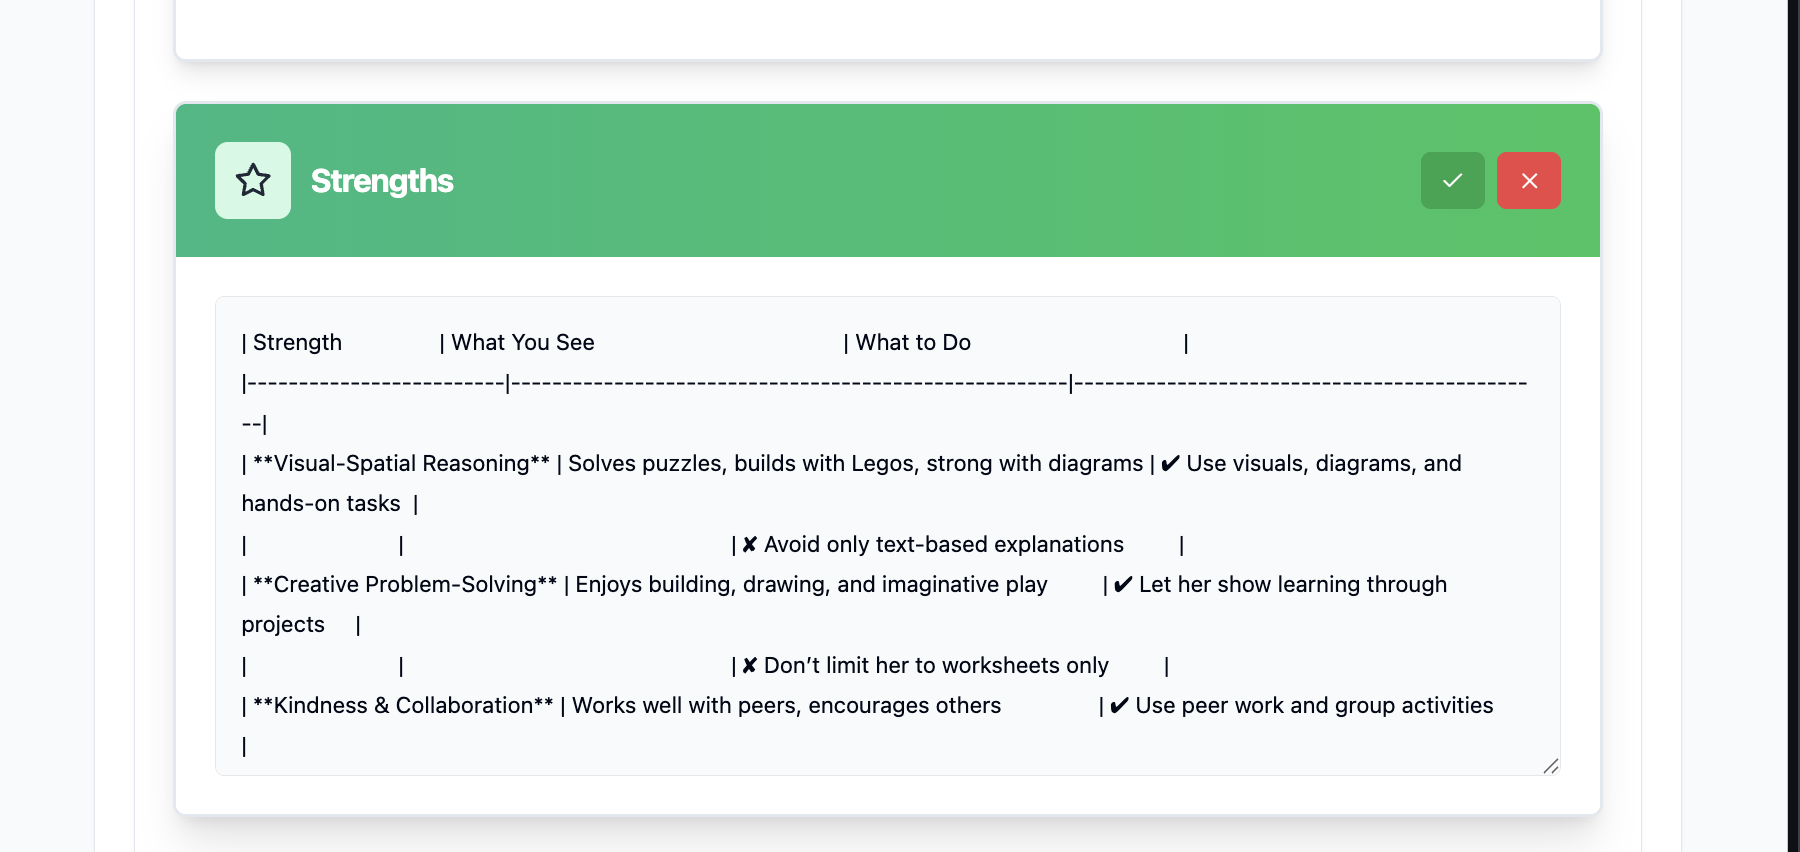 Strengths
| Strength | What You See | What to Do |
|-------------------------|------------------------------------------------------|--------------------------------------------
--|
| **Visual-Spatial Reasoning** | Solves puzzles, builds with Legos, strong with diagrams | ✔ Use visuals, diagrams, and
hands-on tasks |
| | | ✘ Avoid only text-based explanations |
| **Creative Problem-Solving** | Enjoys building, drawing, and imaginative play | ✔ Let her show learning through
projects |
| | | ✘ Don’t limit her to worksheets only |
| **Kindness & Collaboration** | Works well with peers, encourages others | ✔ Use peer work and group activities
|